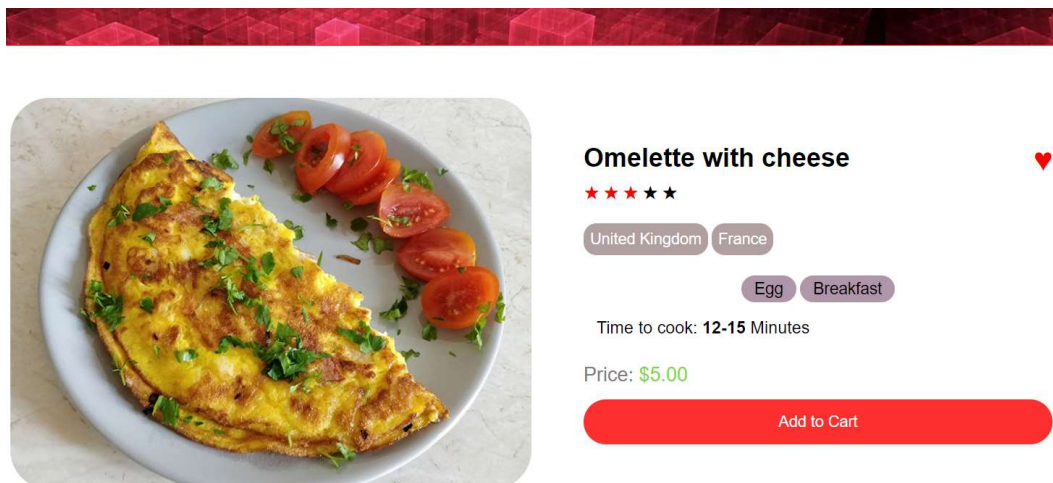 Omelette with cheese
United Kingdom France
Egg Breakfast
Time to cook: 12-15 Minutes
Price: $5.00
Add to Cart